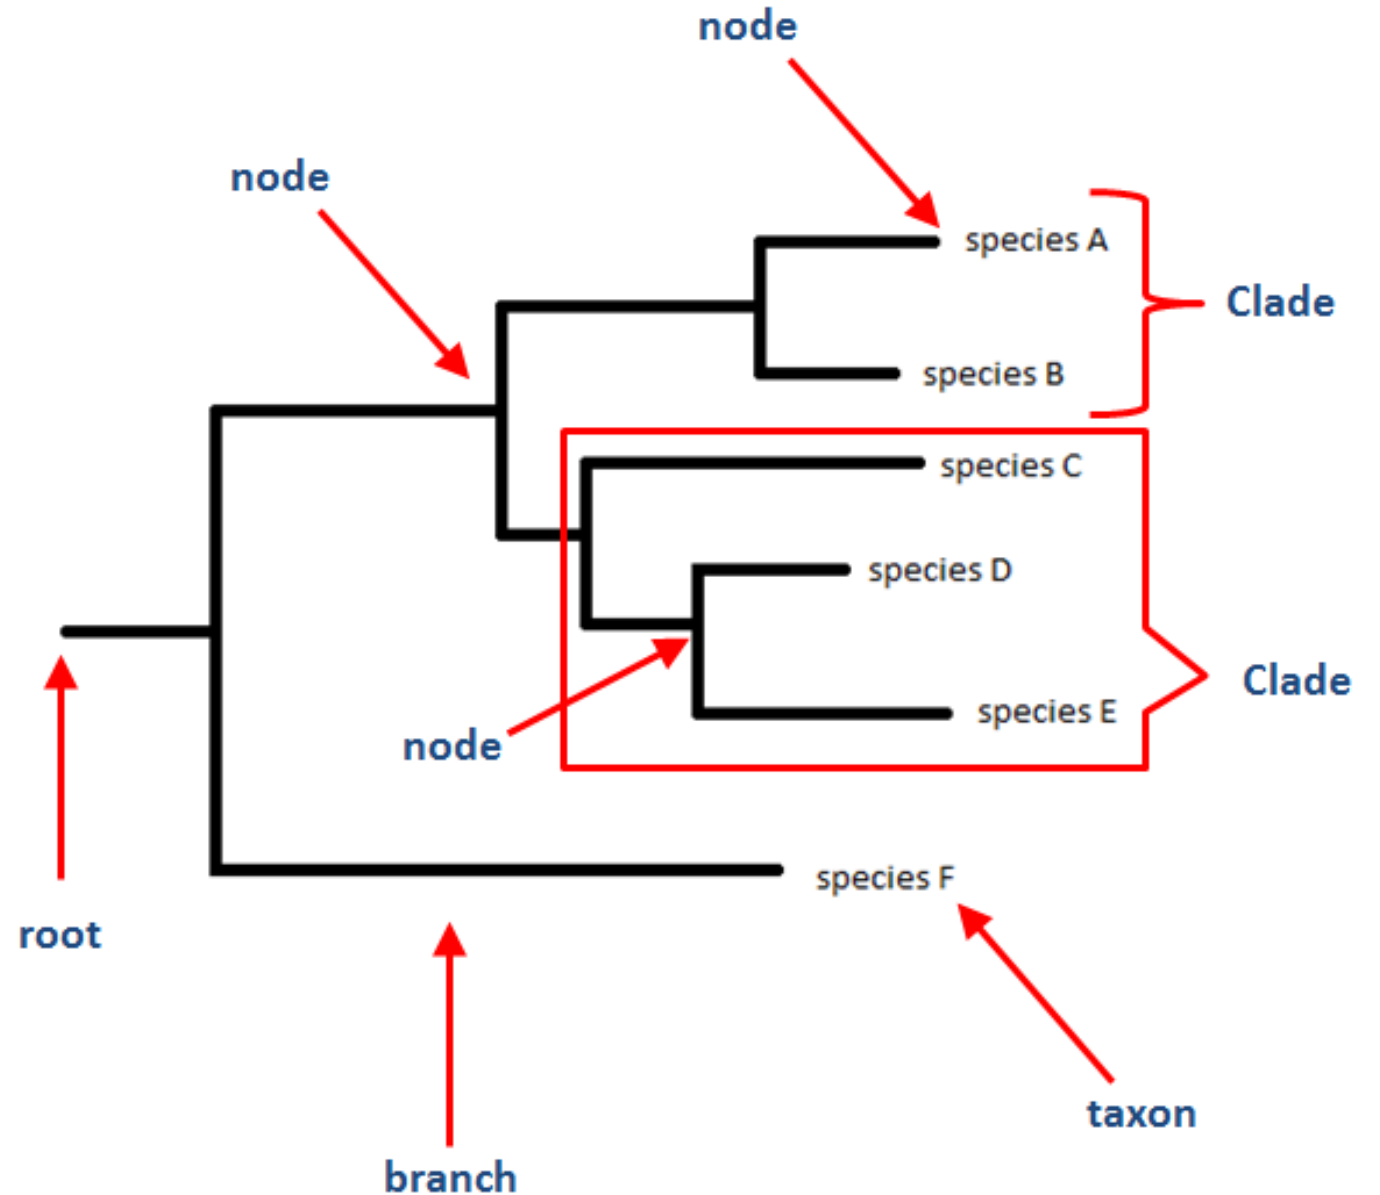 node
node
species A
Clade
species B
species C
species D
Clade
species E
node
species F
root
taxon
branch